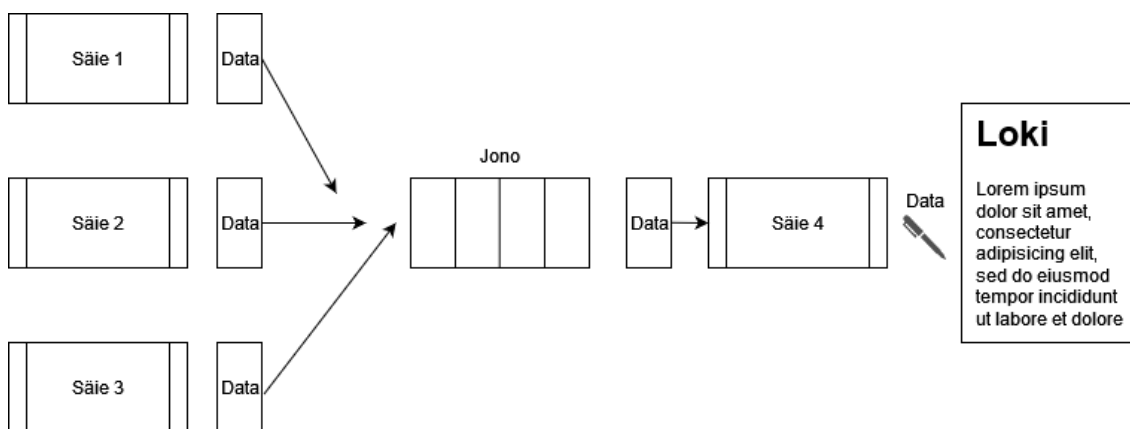 Säie 1
Data
Säie 2
Data
Säie 3
Data
Jono
Data
Säie 4
Data
Loki
Lorem ipsum
dolor sit amet,
consectetur
adipisicing elit,
sed do eiusmod
tempor incididunt
ut labore et dolore